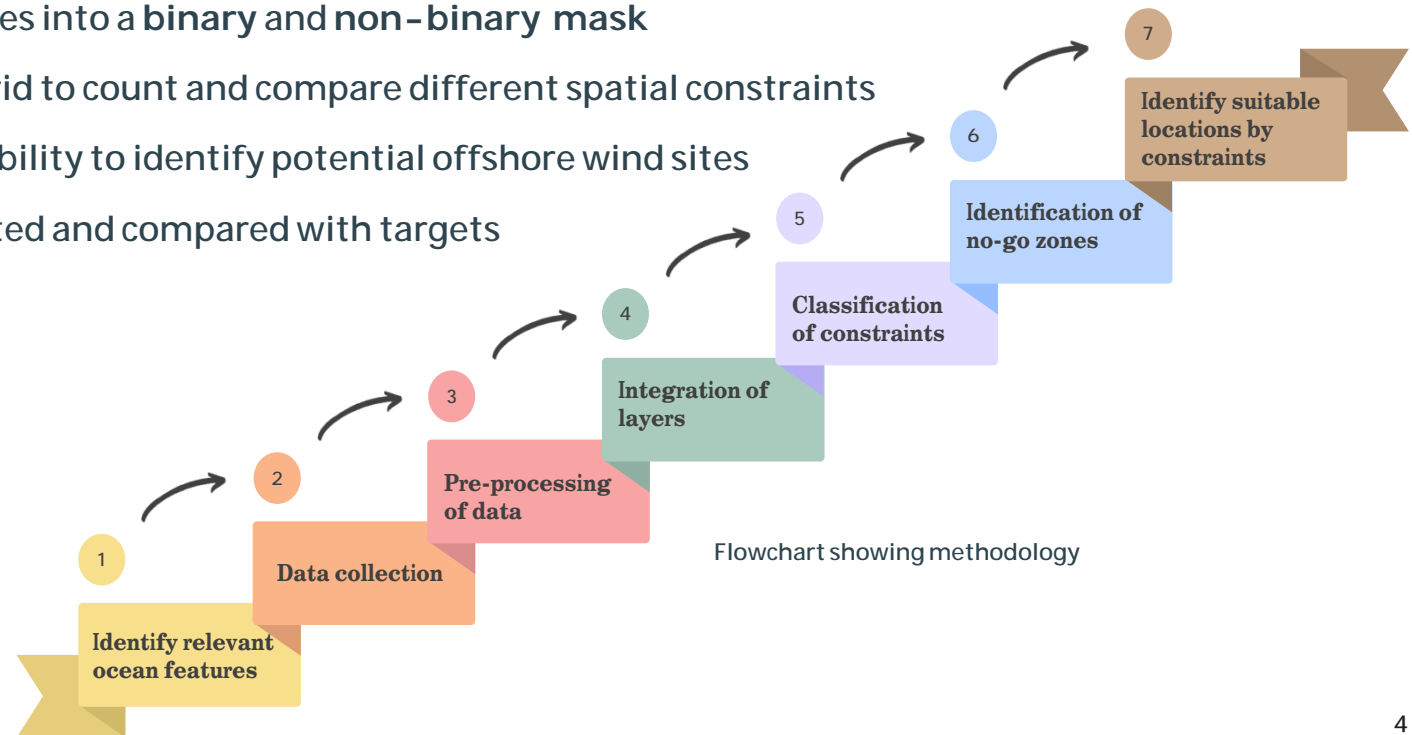 es into a binary and non-binary mask
id to count and compare different spatial constraints
bility to identify potential offshore wind sites
ted and compared with targets
7
Identify suitable
locations by
constraints
6
Identification of
no-go zones
5
Classification
of constraints
4
Integration of
layers
3
Pre-processing
of data
2
Data collection
1
Identify relevant
ocean features
Flowchart showing methodology
4